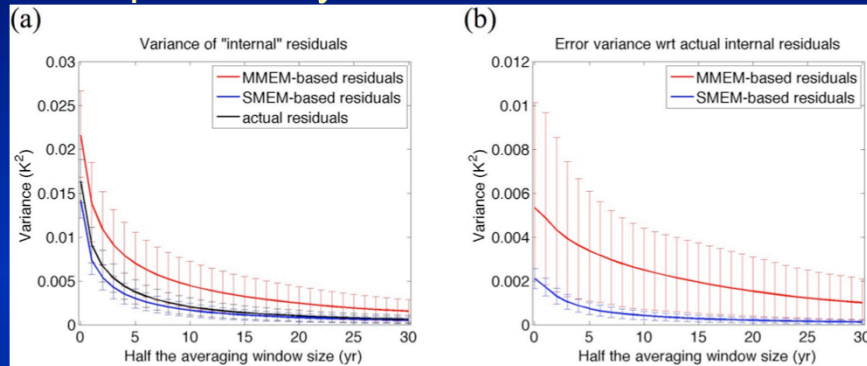 (a)
Variance of "internal" residuals
0.03
0.025
0.02
0.015
0.01
0.005
0
Variance (K²)
MMEM-based residuals
SMEM-based residuals
actual residuals
0 5 10 15 20 25 30
Half the averaging window size (yr)
(b)
Error variance wrt actual internal residuals
0.012
0.01
0.008
0.006
0.004
0.002
0
Variance (K²)
MMEM-based residuals
SMEM-based residuals
0 5 10 15 20 25 30
Half the averaging window size (yr)